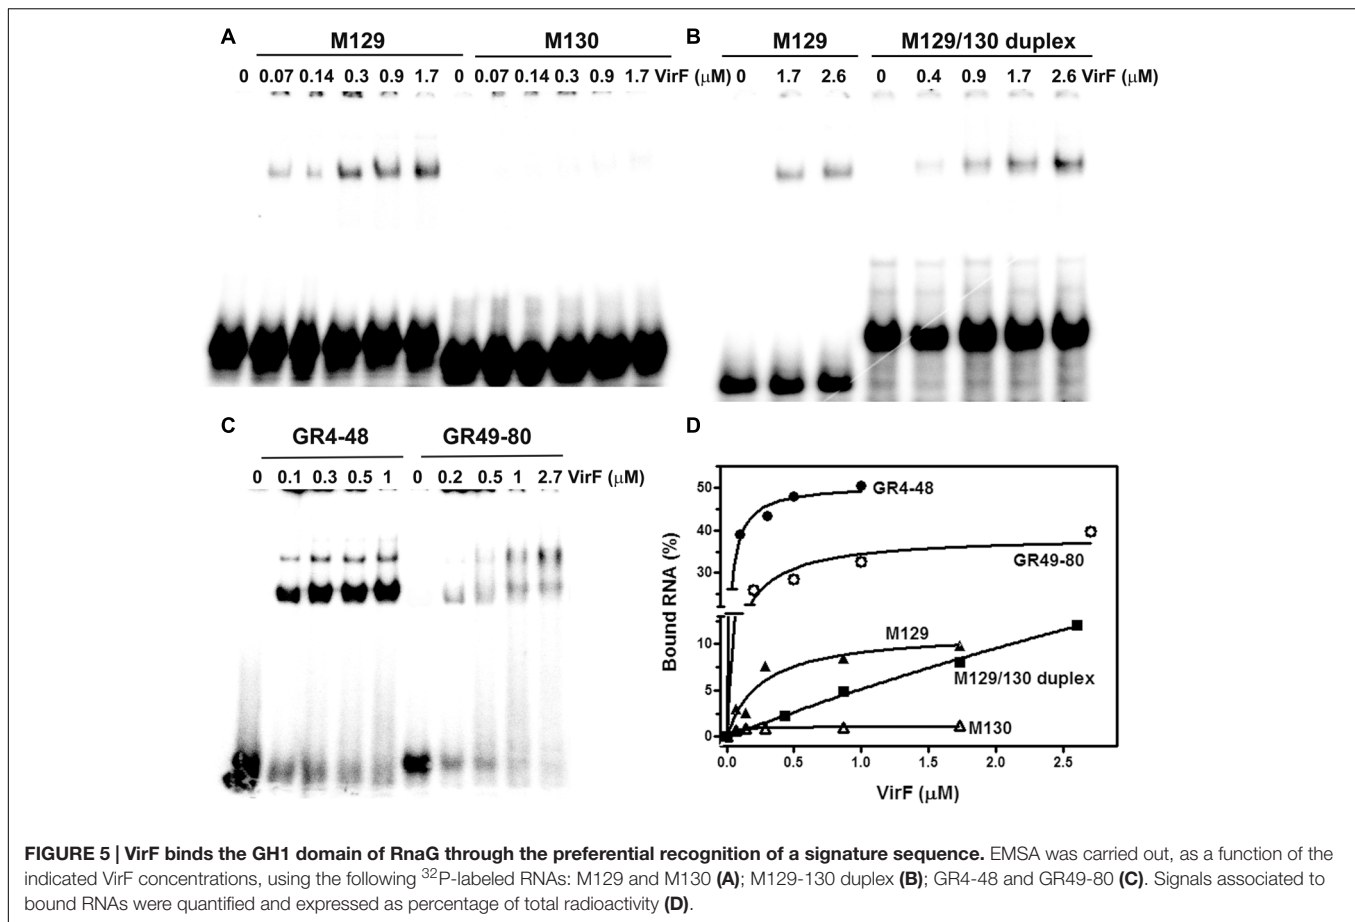 A
M129 M130
0 0.07 0.14 0.3 0.9 1.7 0 0.07 0.14 0.3 0.9 1.7 VirF (μM)
B
M129 M129/130 duplex
0 1.7 2.6 0 0.4 0.9 1.7 2.6 VirF (μM)
C
GR4-48 GR49-80
0 0.1 0.3 0.5 1 0 0.2 0.5 1 2.7 VirF (μM)
D
Bound RNA (%)
50
40
30
10
5
0
GR4-48
GR49-80
M129
M129/130 duplex
M130
0.0 0.5 1.0 1.5 2.0 2.5
VirF (μM)
FIGURE 5 | VirF binds the GH1 domain of RnaG through the preferential recognition of a signature sequence. EMSA was carried out, as a function of the
indicated VirF concentrations, using the following ³²P-labeled RNAs: M129 and M130 (A); M129-130 duplex (B); GR4-48 and GR49-80 (C). Signals associated to
bound RNAs were quantified and expressed as percentage of total radioactivity (D).